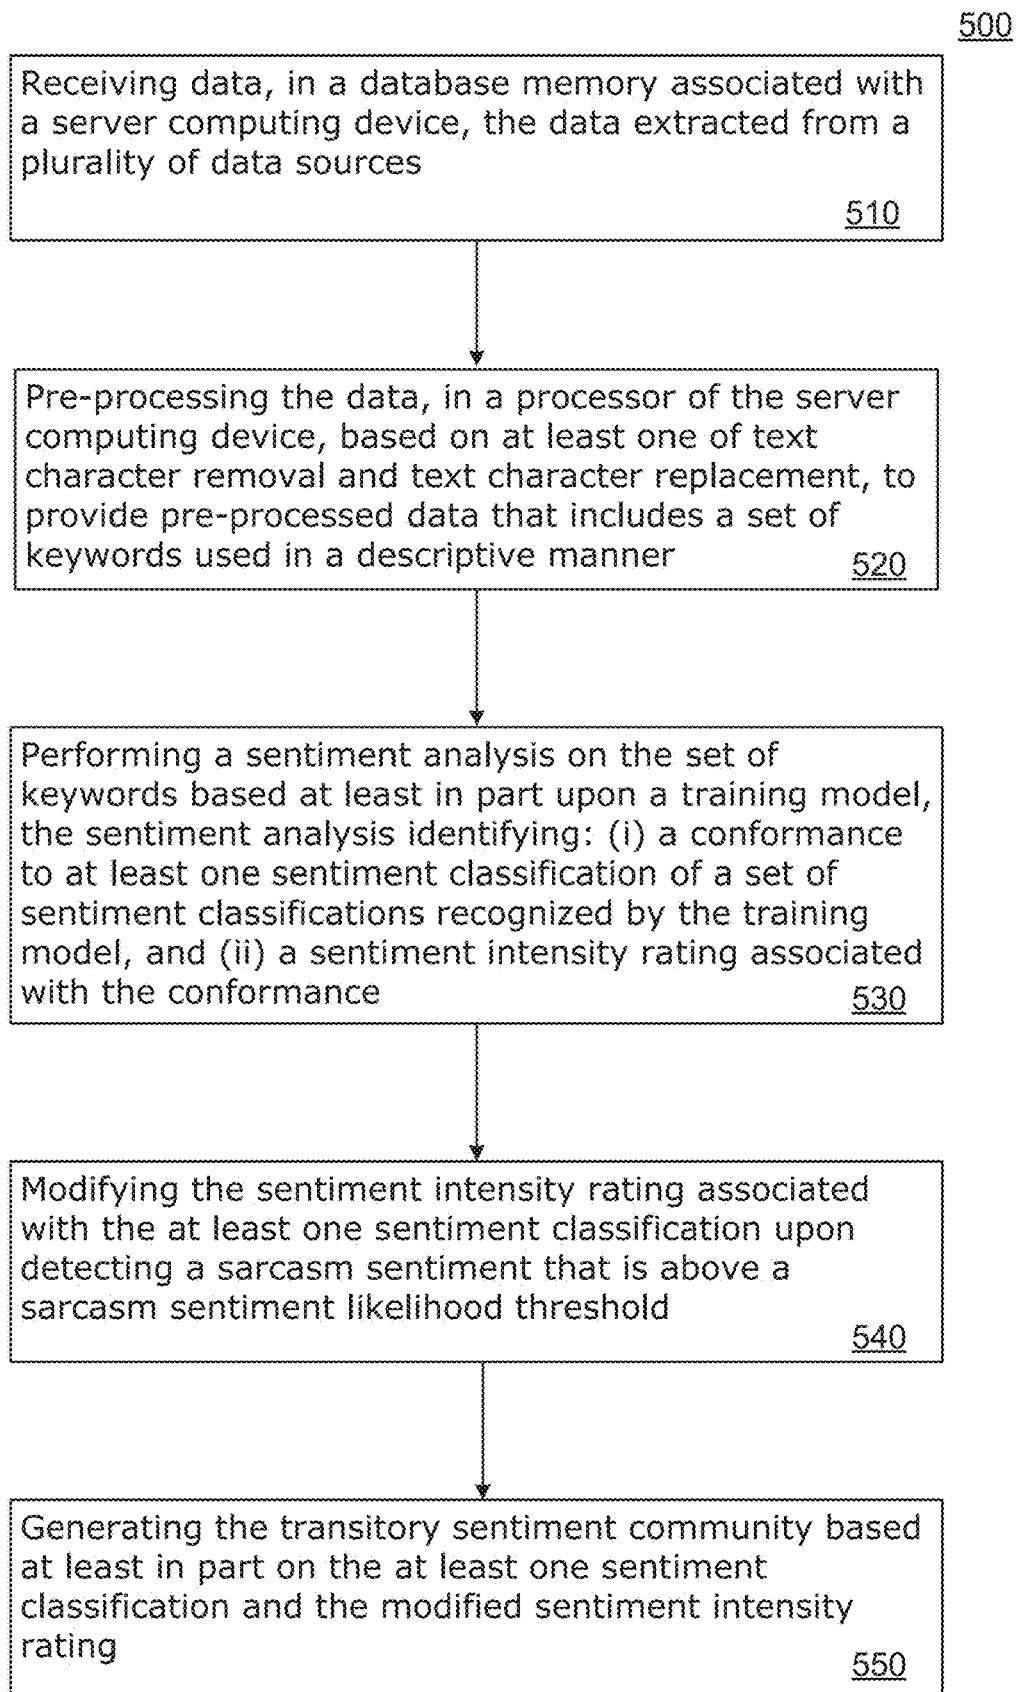 500
Receiving data, in a database memory associated with
a server computing device, the data extracted from a
plurality of data sources
510
Pre-processing the data, in a processor of the server
computing device, based on at least one of text
character removal and text character replacement, to
provide pre-processed data that includes a set of
keywords used in a descriptive manner
520
Performing a sentiment analysis on the set of
keywords based at least in part upon a training model,
the sentiment analysis identifying: (i) a conformance
to at least one sentiment classification of a set of
sentiment classifications recognized by the training
model, and (ii) a sentiment intensity rating associated
with the conformance
530
Modifying the sentiment intensity rating associated
with the at least one sentiment classification upon
detecting a sarcasm sentiment that is above a
sarcasm sentiment likelihood threshold
540
Generating the transitory sentiment community based
at least in part on the at least one sentiment
classification and the modified sentiment intensity
rating
550